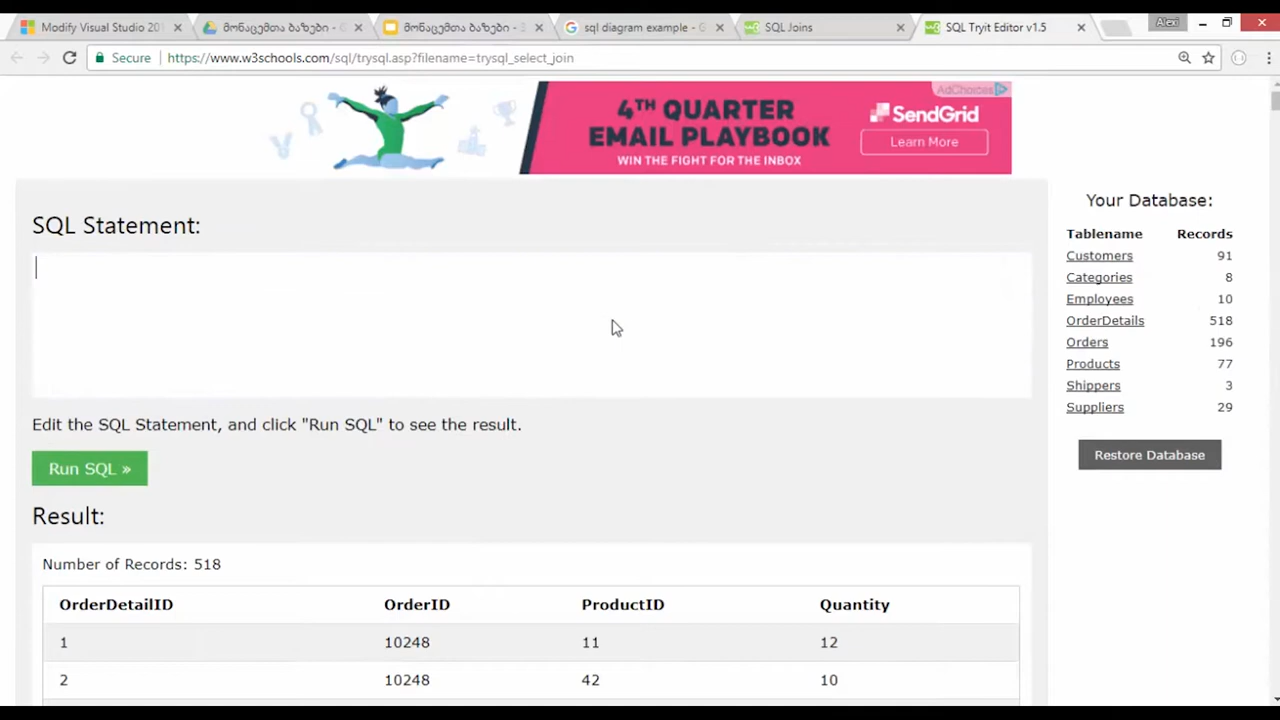 Modify Visual Studio 201
მონაცემთა ბაზები - G
მონაცემთა ბაზები - S
sql diagram example - G
SQL Joins
SQL Tryit Editor v1.5
Alexi
Secure
https://www.w3schools.com/sql/trysql.asp?filename=trysql_select_join
4TH QUARTER
EMAIL PLAYBOOK
WIN THE FIGHT FOR THE INBOX
AdChoices
SendGrid
Learn More
SQL Statement:
Edit the SQL Statement, and click "Run SQL" to see the result.
Run SQL »
Result:
Number of Records: 518
OrderDetailID OrderID ProductID Quantity
1 10248 11 12
2 10248 42 10
Your Database:
Tablename Records
Customers 91
Categories 8
Employees 10
OrderDetails 518
Orders 196
Products 77
Shippers 3
Suppliers 29
Restore Database